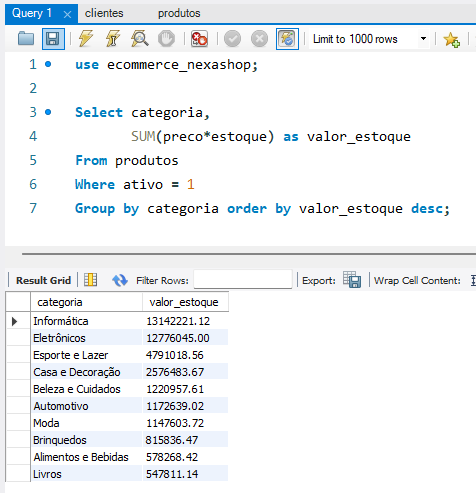 Query 1 clientes produtos
Limit to 1000 rows
1 use ecommerce_nexashop;
2
3 Select categoria,
4 SUM(preco*estoque) as valor_estoque
5 From produtos
6 Where ativo = 1
7 Group by categoria order by valor_estoque desc;
Result Grid Filter Rows: Export: Wrap Cell Content:
categoria valor_estoque
Informática 13142221.12
Eletrônicos 12776045.00
Esporte e Lazer 4791018.56
Casa e Decoração 2576483.67
Beleza e Cuidados 1220957.61
Automotivo 1172639.02
Moda 1147603.72
Brinquedos 815836.47
Alimentos e Bebidas 578268.42
Livros 547811.14